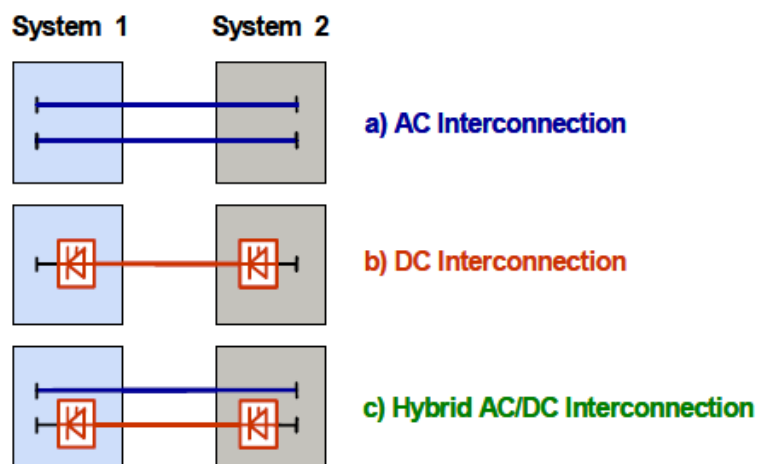 System 1 System 2
a) AC Interconnection
b) DC Interconnection
c) Hybrid AC/DC Interconnection